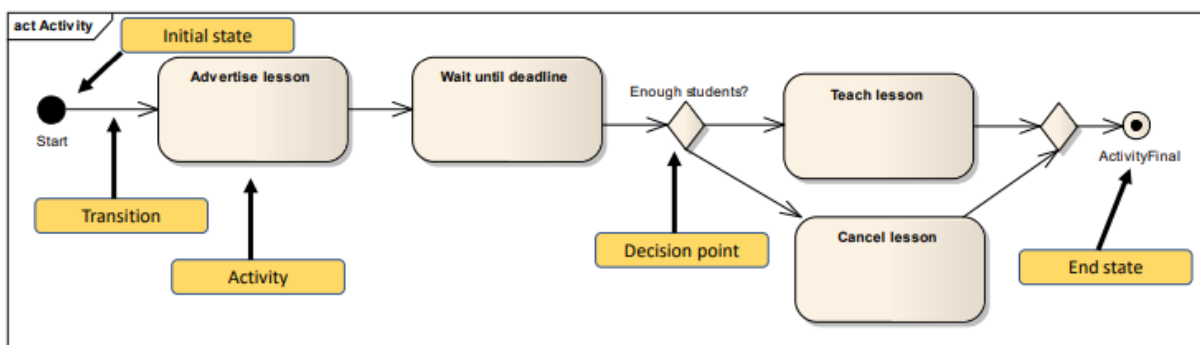 act Activity
Initial state
Advertise lesson
Wait until deadline
Enough students?
Teach lesson
Start
ActivityFinal
Transition
Cancel lesson
Decision point
Activity
End state